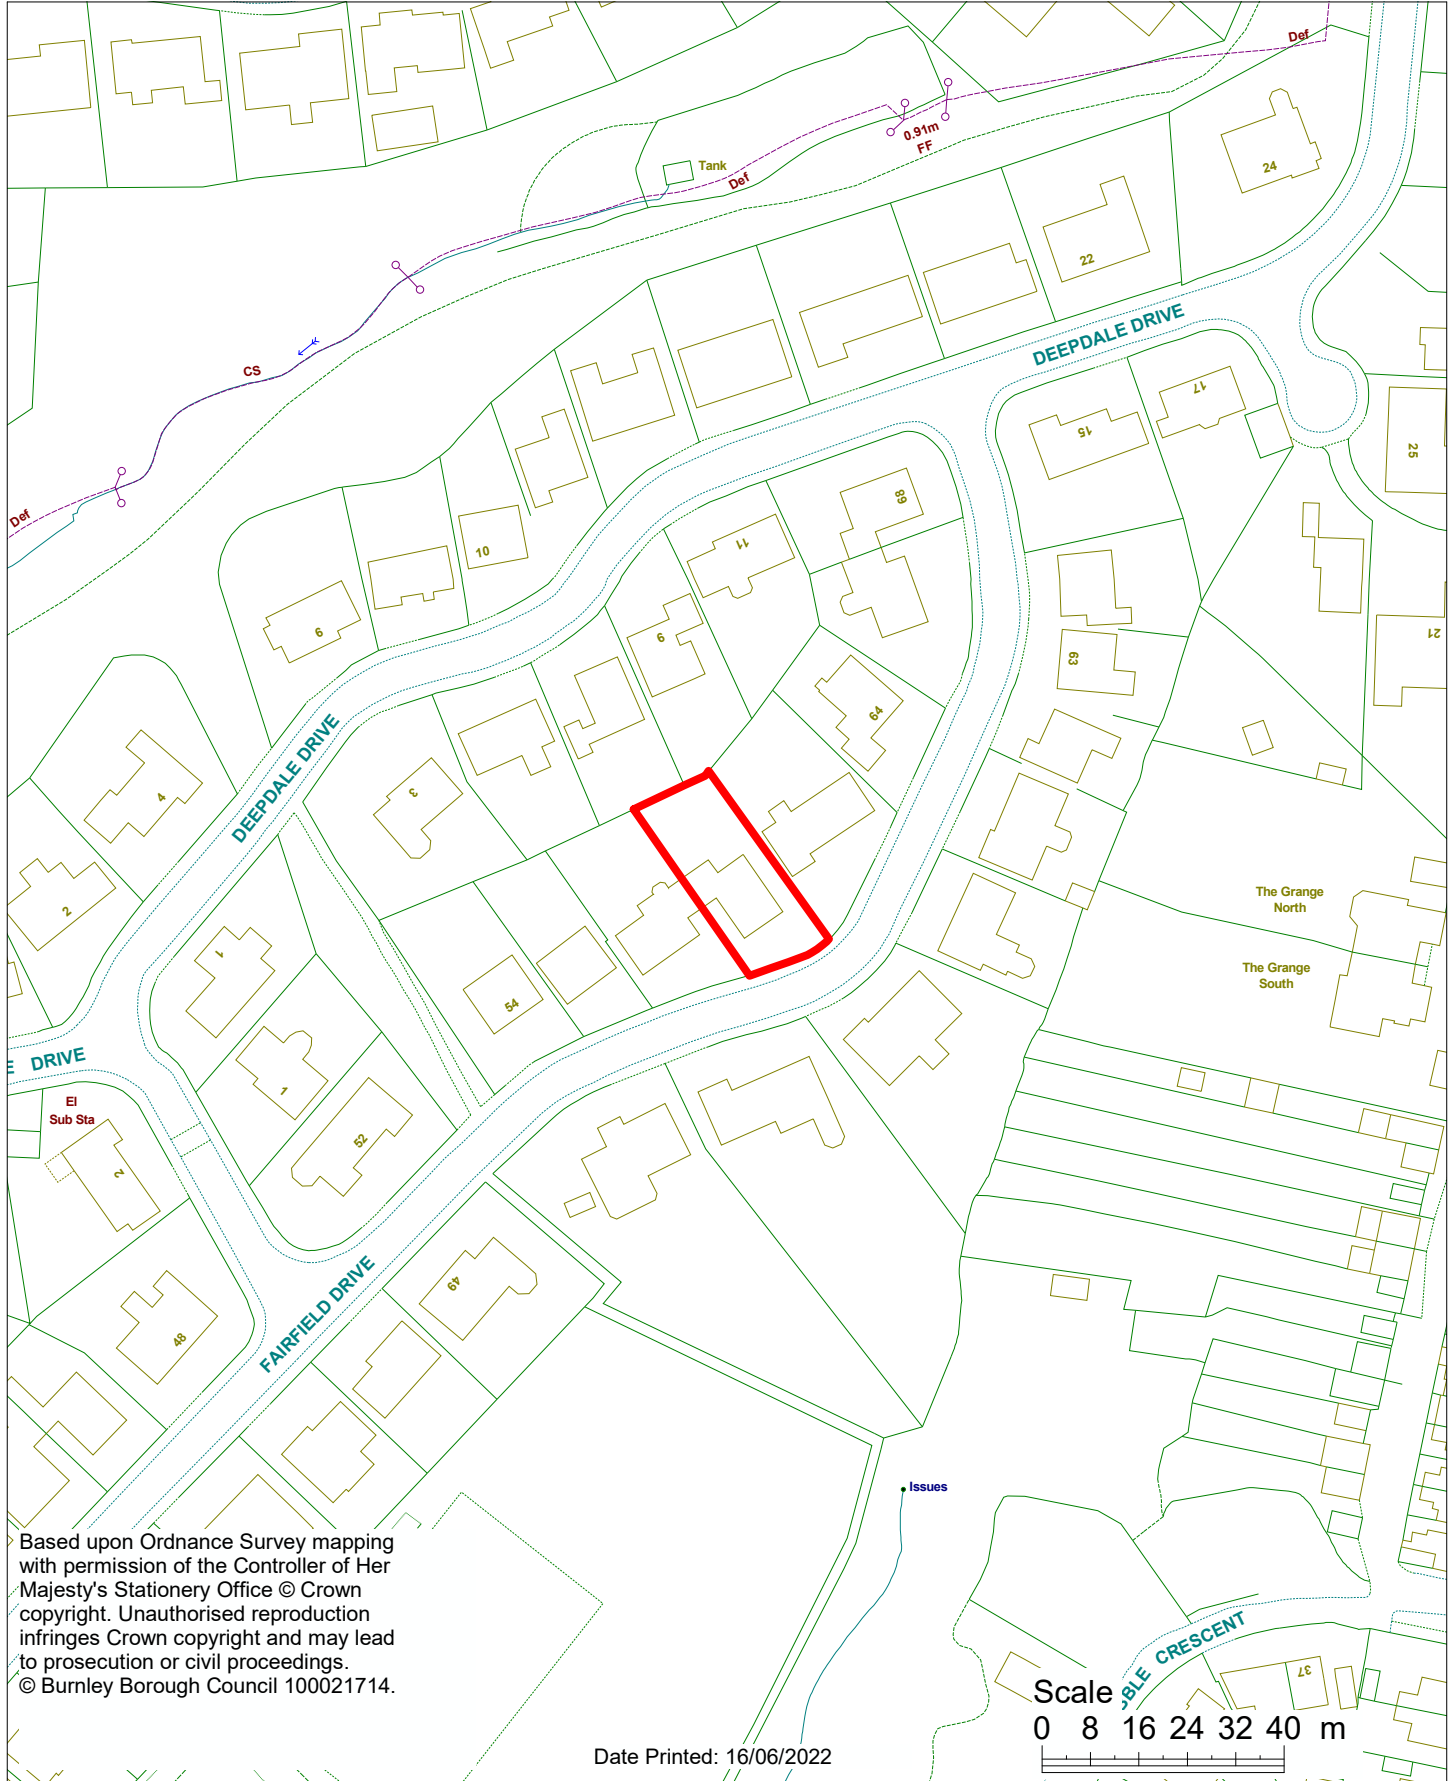 Def
0.91m
FF
24
Tank
Def
22
DEEPDALE DRIVE
CS
17
15
25
Def
68
11
10
21
6
9
63
64
DEEPDALE DRIVE
3
4
The Grange
North
2
The Grange
South
1
54
DRIVE
1
El
Sub Sta
52
2
49
FAIRFIELD DRIVE
48
Issues
Based upon Ordnance Survey mapping
with permission of the Controller of Her
Majesty's Stationery Office © Crown
copyright. Unauthorised reproduction
infringes Crown copyright and may lead
to prosecution or civil proceedings.
© Burnley Borough Council 100021714.
CRESCENT
37
Scale
0 8 16 24 32 40 m
Date Printed: 16/06/2022